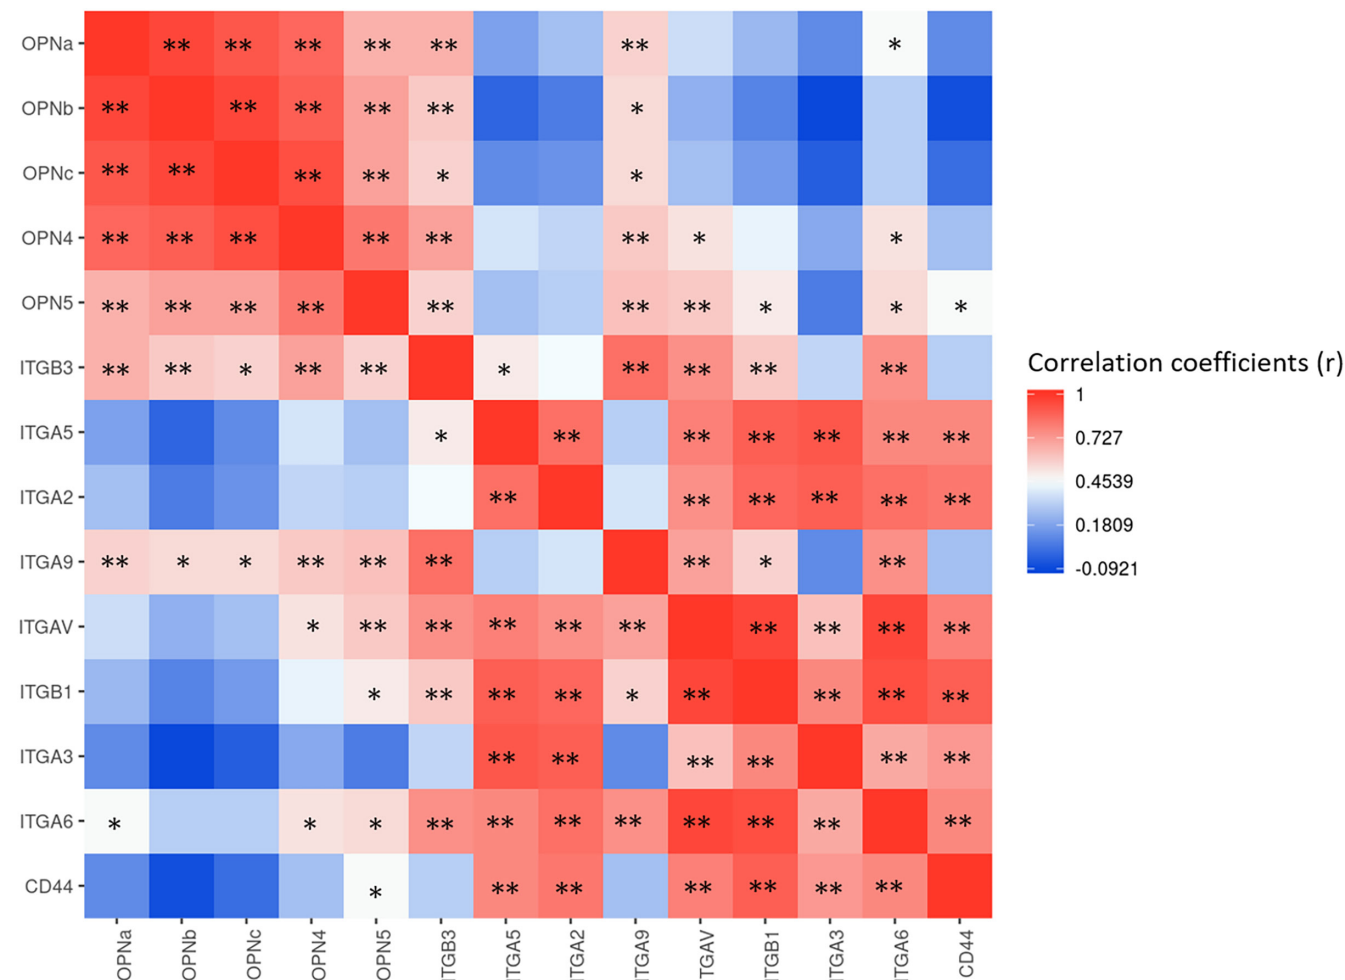 OPNa ** ** ** ** ** ** *
OPNb ** ** ** ** ** *
OPNc ** ** ** ** * *
OPN4 ** ** ** ** ** ** * *
OPN5 ** ** ** ** ** ** ** * * *
ITGB3 ** ** * ** ** * ** ** ** **
ITGA5 * ** ** ** ** ** **
ITGA2 ** ** ** ** ** **
ITGA9 ** * * ** ** ** ** * **
ITGAV * ** ** ** ** ** ** ** ** **
ITGB1 * ** ** ** * ** ** ** **
ITGA3 ** ** ** ** ** **
ITGA6 * * * ** ** ** ** ** ** ** **
CD44 * ** ** ** ** ** **
OPNa
OPNb
OPNc
OPN4
OPN5
ITGB3
ITGA5
ITGA2
ITGA9
ITGAV
ITGB1
ITGA3
ITGA6
CD44
Correlation coefficients (r)
1
0.727
0.4539
0.1809
-0.0921